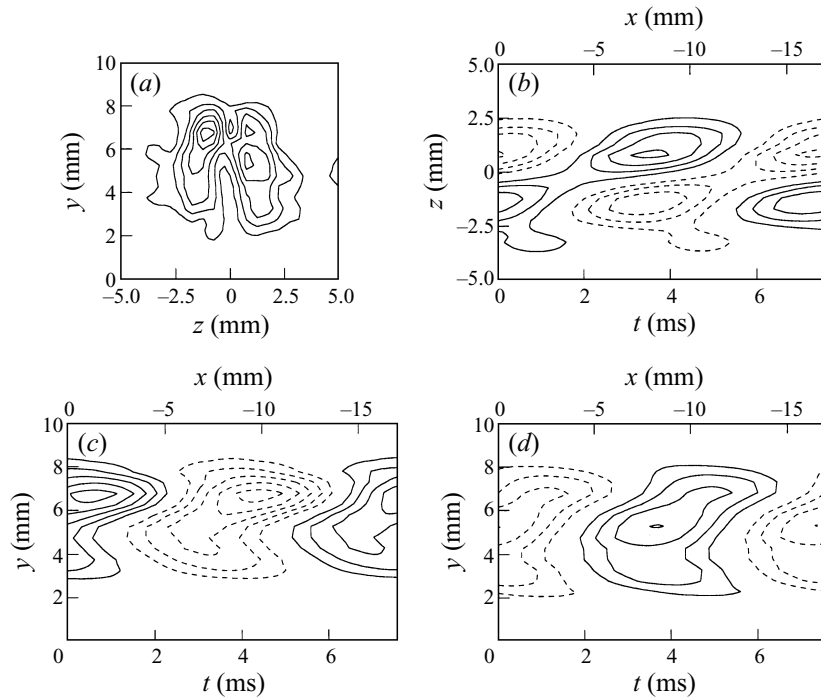 x (mm)
0 –5 –10 –15
10 (a)
8
6
4
2
0
y (mm)
–5.0 –2.5 0 2.5 5.0
z (mm)
5.0 (b)
2.5
0
–2.5
5.0
z (mm)
0 2 4 6
t (ms)
x (mm)
0 –5 –10 –15
10 (c)
8
6
4
2
y (mm)
0 2 4 6
t (ms)
x (mm)
0 –5 –10 –15
10 (d)
8
6
4
2
y (mm)
0 2 4 6
t (ms)